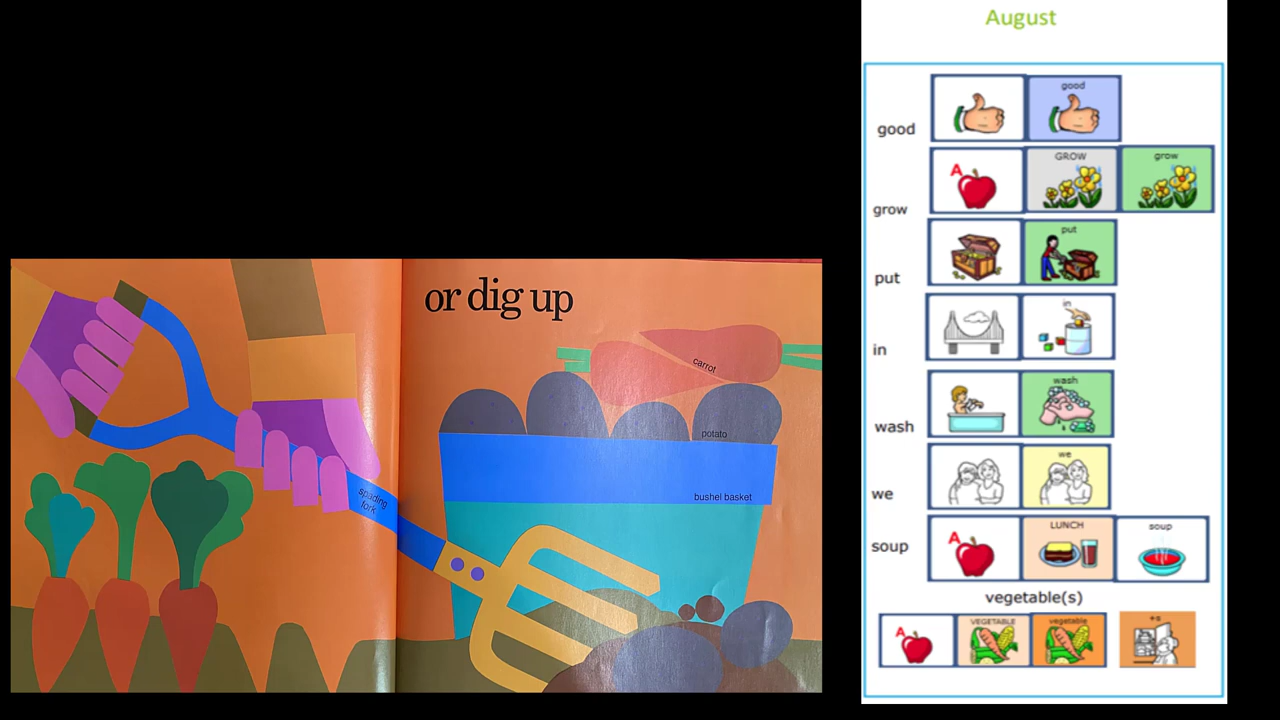 or dig up
carrot
potato
bushel basket
spading
fork
August
good
good
grow
A
GROW
grow
put
put
in
in
wash
wash
we
we
soup
A
LUNCH
soup
vegetable(s)
A
VEGETABLE
vegetable
+s